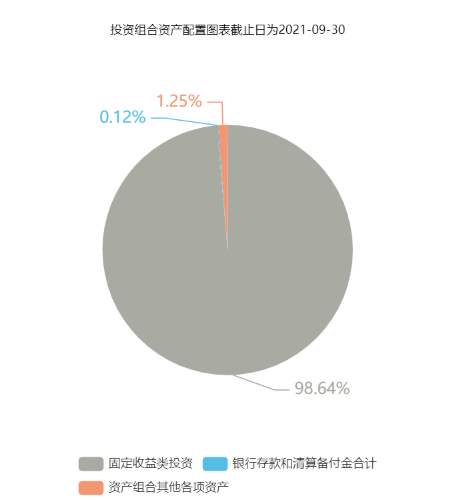 投资组合资产配置图表截止日为2021-09-30
1.25%
0.12%
98.64%
固定收益类投资 银行存款和清算备付金合计
资产组合其他各项资产